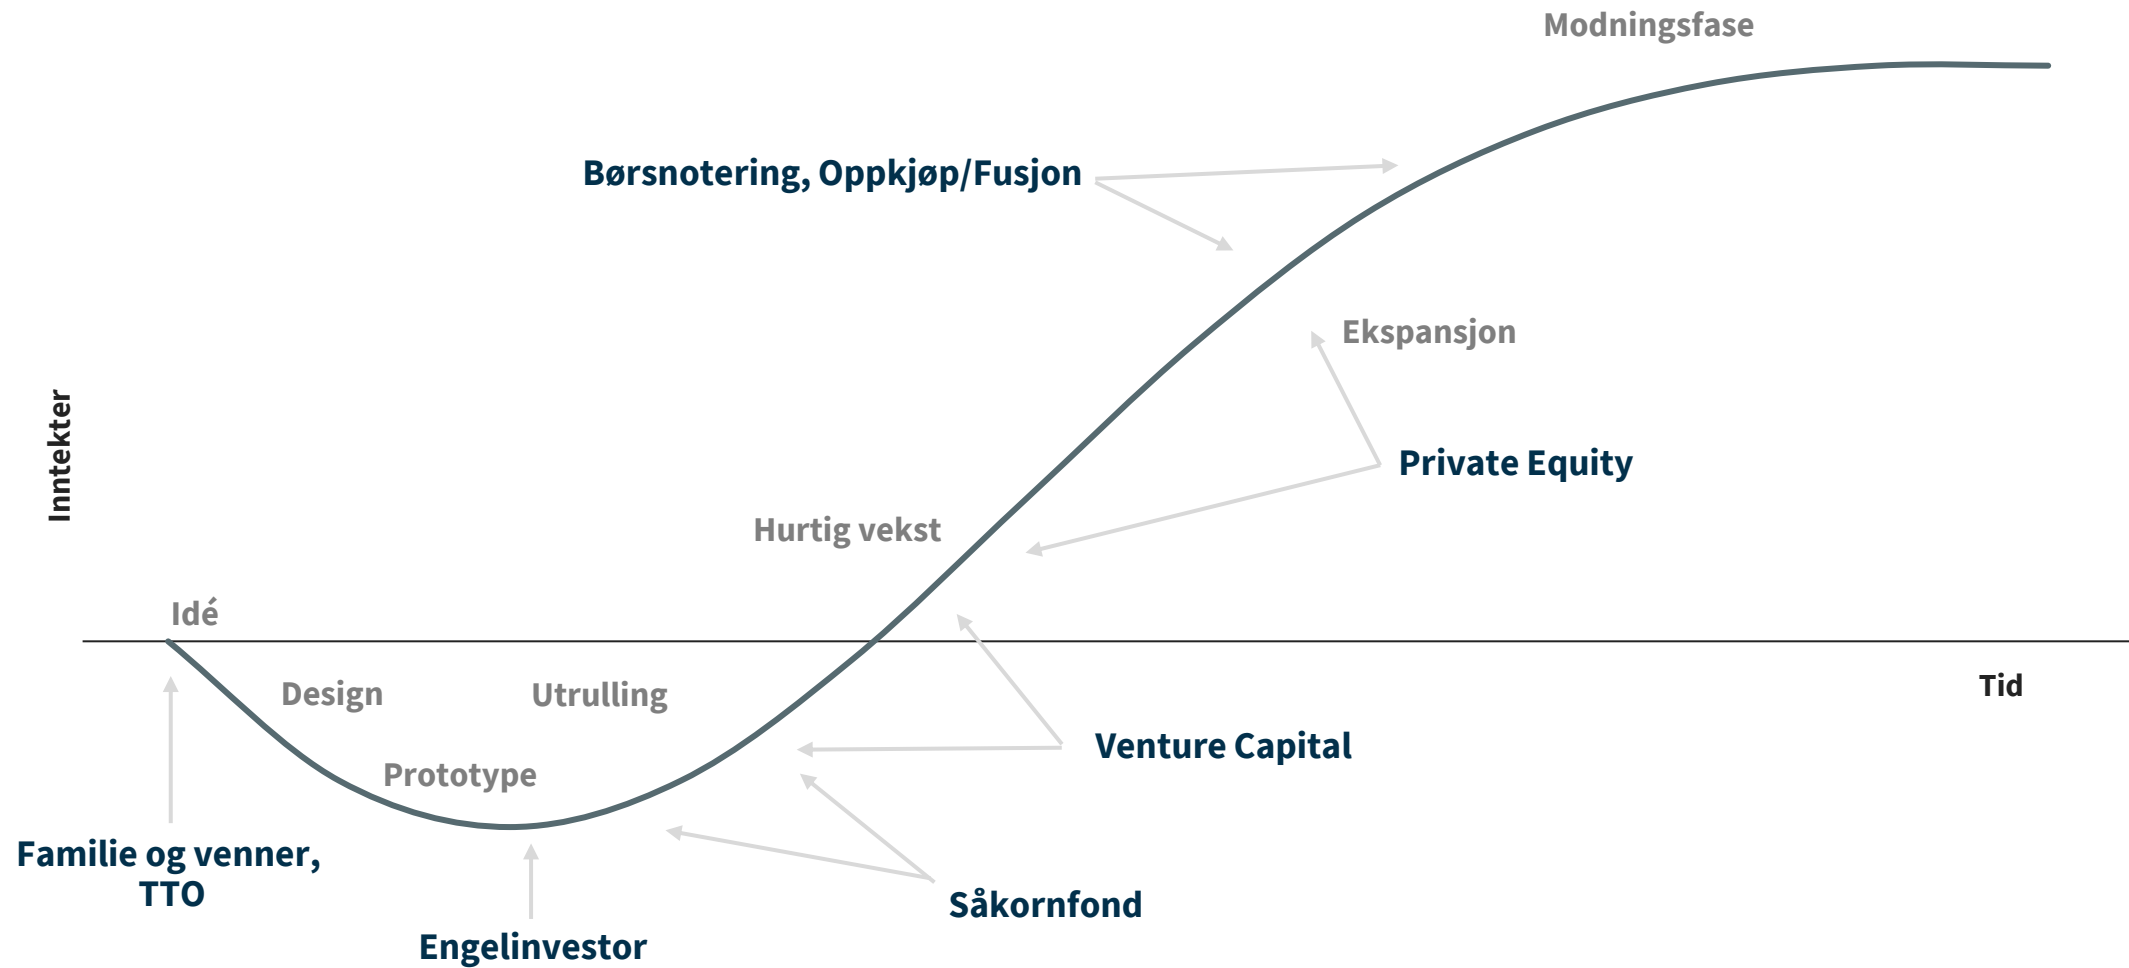 Modningsfase
Børsnotering, Oppkjøp/Fusjon
Ekspansjon
Inntekter
Private Equity
Hurtig vekst
Idé
Tid
Design
Utrulling
Venture Capital
Prototype
Familie og venner,
TTO
Såkornfond
Engelinvestor